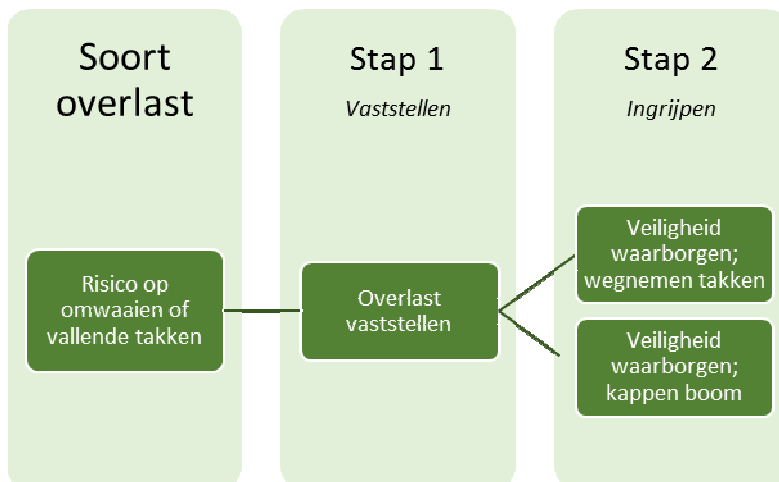 Soort
overlast
Stap 1
Vaststellen
Stap 2
Ingrijpen
Risico op
omwaaien of
vallende takken
Overlast
vaststellen
Veiligheid
waarborgen;
wegnemen takken
Veiligheid
waarborgen;
kappen boom